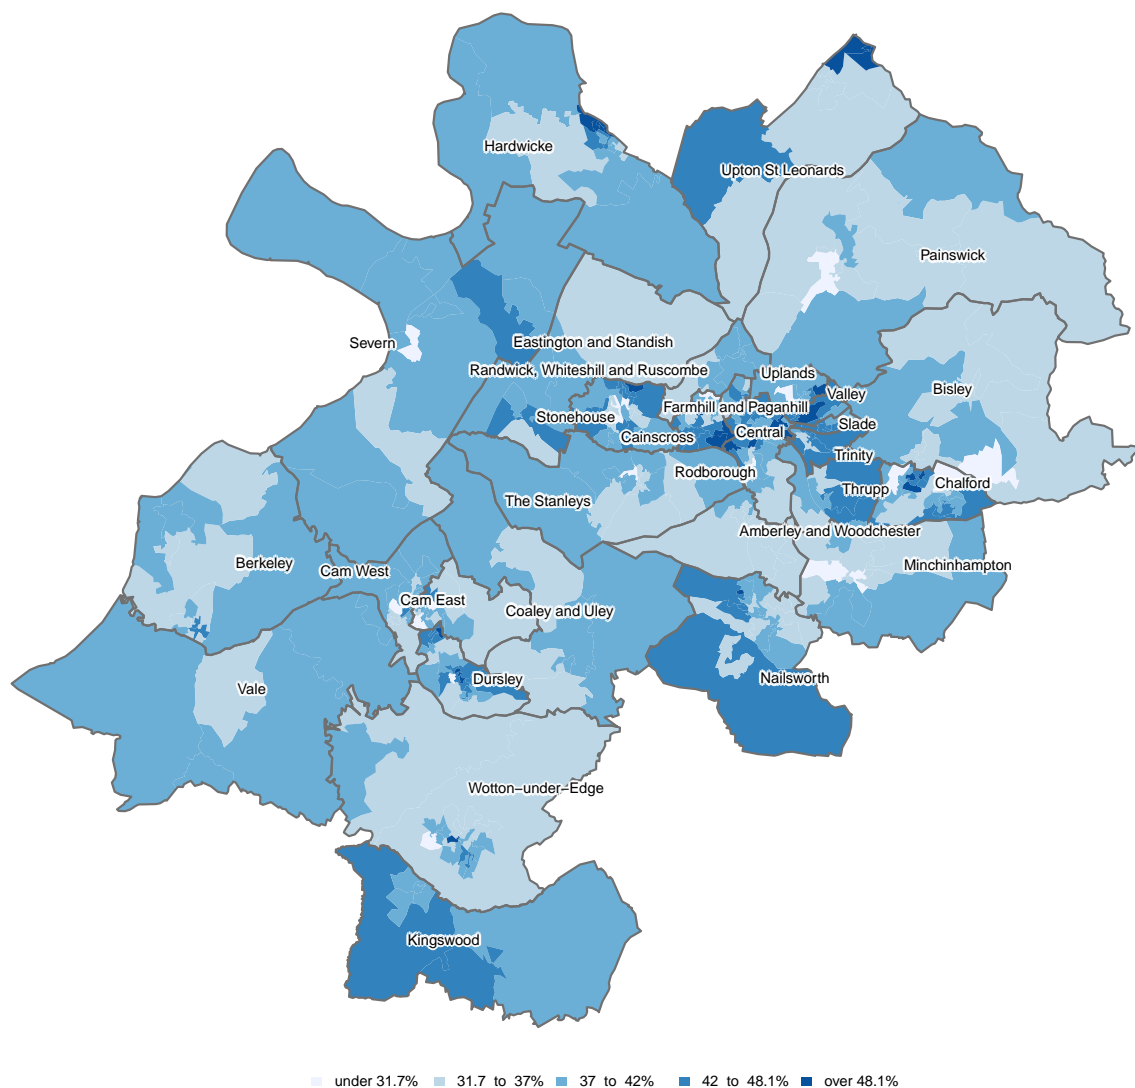 Hardwicke
Upton St Leonards
Painswick
Severn
Eastington and Standish
Randwick, Whiteshill and Ruscombe
Uplands
Bisley
Valley
Farmhill and Paganhill
Stonehouse
Slade
Central
Cainscross
Trinity
Rodborough
Chalford
Thrupp
The Stanleys
Amberley and Woodchester
Berkeley
Cam West
Minchinhampton
Cam East
Coaley and Uley
Dursley
Nailsworth
Vale
Wotton−under−Edge
Kingswood
under 31.7% 31.7 to 37% 37 to 42% 42 to 48.1% over 48.1%